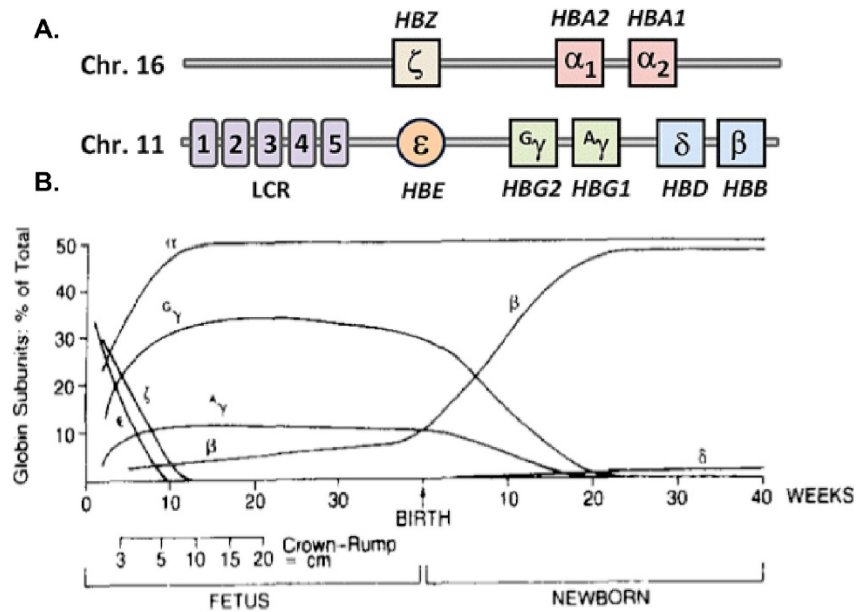 A.
HBZ HBA2 HBA1
Chr. 16 ζ α1 α2
Chr. 11 1 2 3 4 5 ε Gγ Aγ δ β
LCR HBE HBG2 HBG1 HBD HBB
B.
Globin Subunits: % of Total
50
40
30
20
10
α
Gγ
ζ
ϵ
Aγ
β
β
δ
0 10 20 30 10 20 30 40 WEEKS
BIRTH
3 5 10 15 20 Crown-Rump
= cm
FETUS NEWBORN